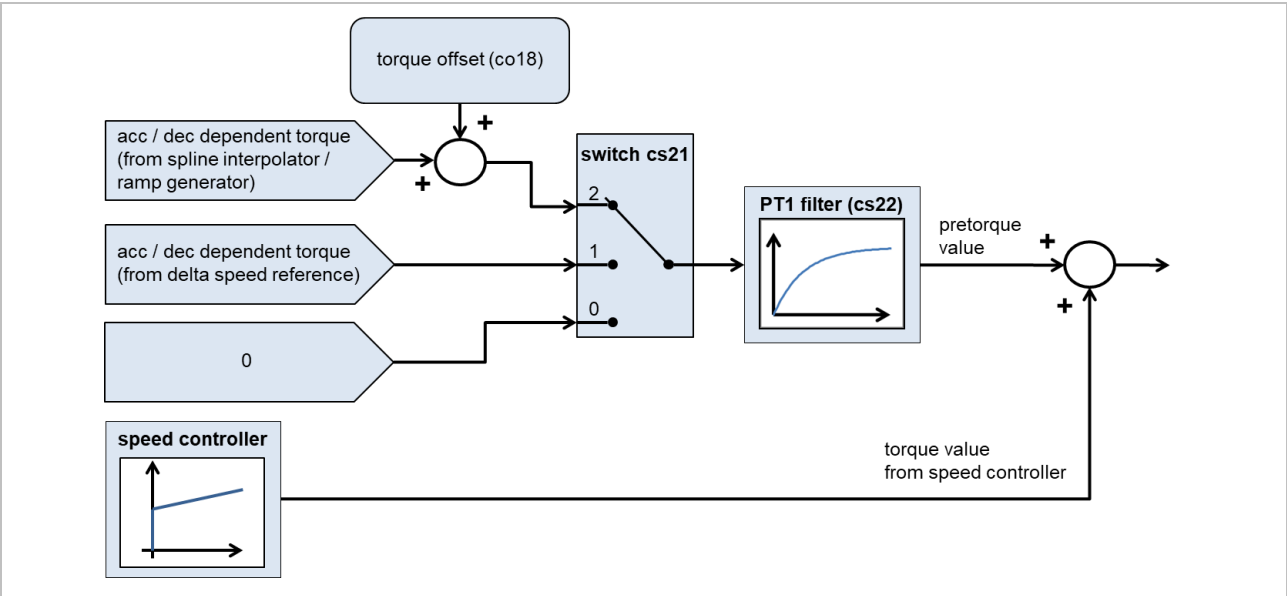 torque offset (co18)
+
acc / dec dependent torque
(from spline interpolator /
ramp generator)
+
switch cs21
2
PT1 filter (cs22)
pretorque
value
+
acc / dec dependent torque
(from delta speed reference)
1
+
0
0
speed controller
torque value
from speed controller